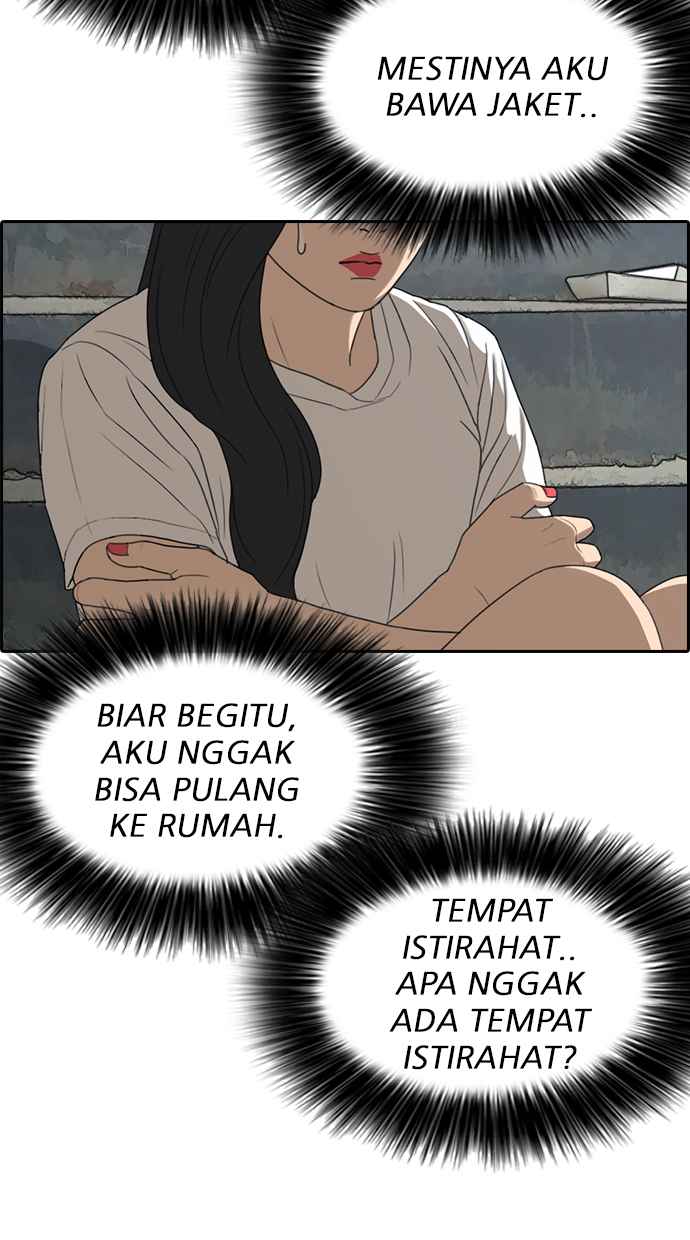 MESTINYA AKU
BAWA JAKET..
BIAR BEGITU,
AKU NGGAK
BISA PULANG
KE RUMAH.
TEMPAT
ISTIRAHAT..
APA NGGAK
ADA TEMPAT
ISTIRAHAT?